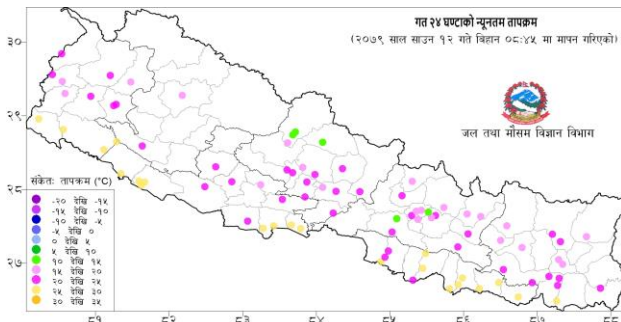 गत २४ घण्टाको न्यूनतम तापक्रम
(२०७९ साल साउन १२ गते विहान ०८:४५ मा मापन गरिएको)
जल तथा मौसम विज्ञान विभाग
३०
२९
२८
२७
संकेतः तापक्रम (°C)
-२० देखि -१५
-१५ देखि -१०
-१० देखि -५
-५ देखि ०
० देखि ५
५ देखि १०
१० देखि १५
१५ देखि २०
२० देखि २५
२५ देखि ३०
३० देखि ३५
८१ ८२ ८३ ८४ ८५ ८६ ८७ ८८